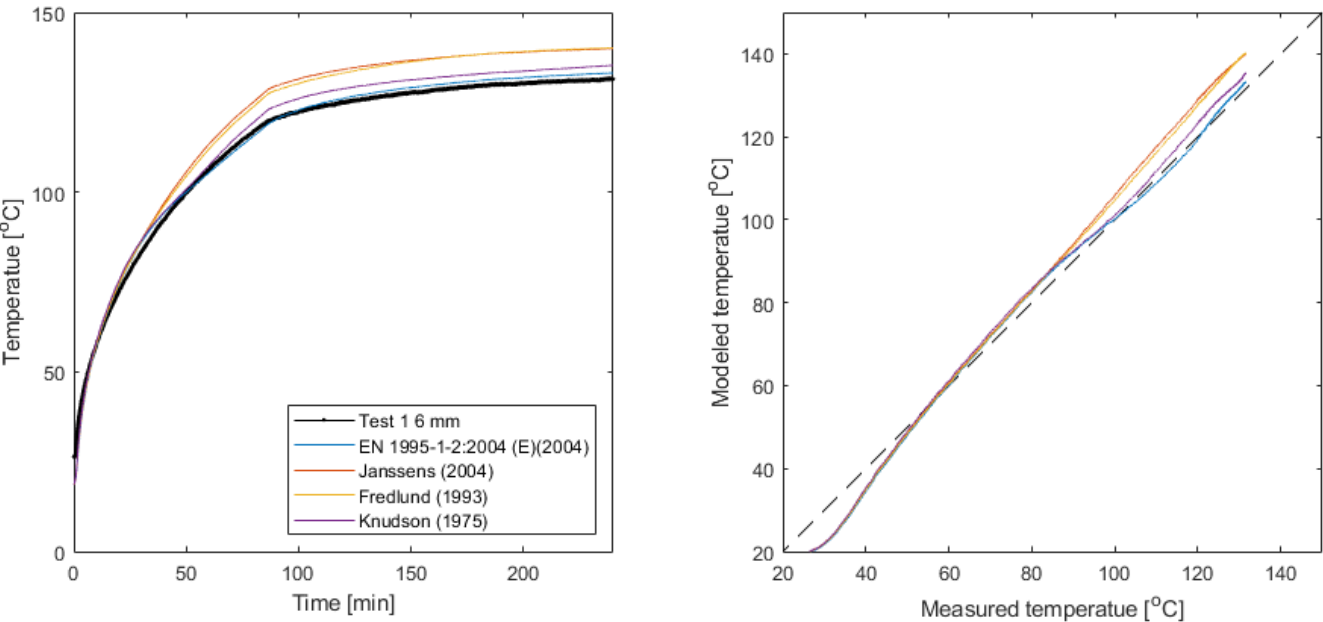 150
100
50
0
0
50
100
150
200
Temperatue [°C]
Time [min]
Test 1 6 mm
EN 1995-1-2:2004 (E)(2004)
Janssens (2004)
Fredlund (1993)
Knudson (1975)
140
120
100
80
60
40
20
20
40
60
80
100
120
140
Modeled temperatue [°C]
Measured temperatue [°C]